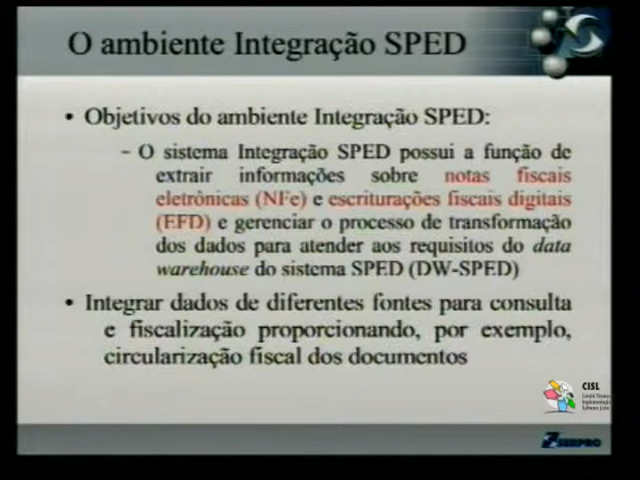 O ambiente Integração SPED
• Objetivos do ambiente Integração SPED:
– O sistema Integração SPED possui a função de
extrair informações sobre notas fiscais
eletrônicas (NFe) e escriturações fiscais digitais
(EFD) e gerenciar o processo de transformação
dos dados para atender aos requisitos do data
warehouse do sistema SPED (DW-SPED)
• Integrar dados de diferentes fontes para consulta
e fiscalização proporcionando, por exemplo,
circularização fiscal dos documentos
CISL
SERPRO